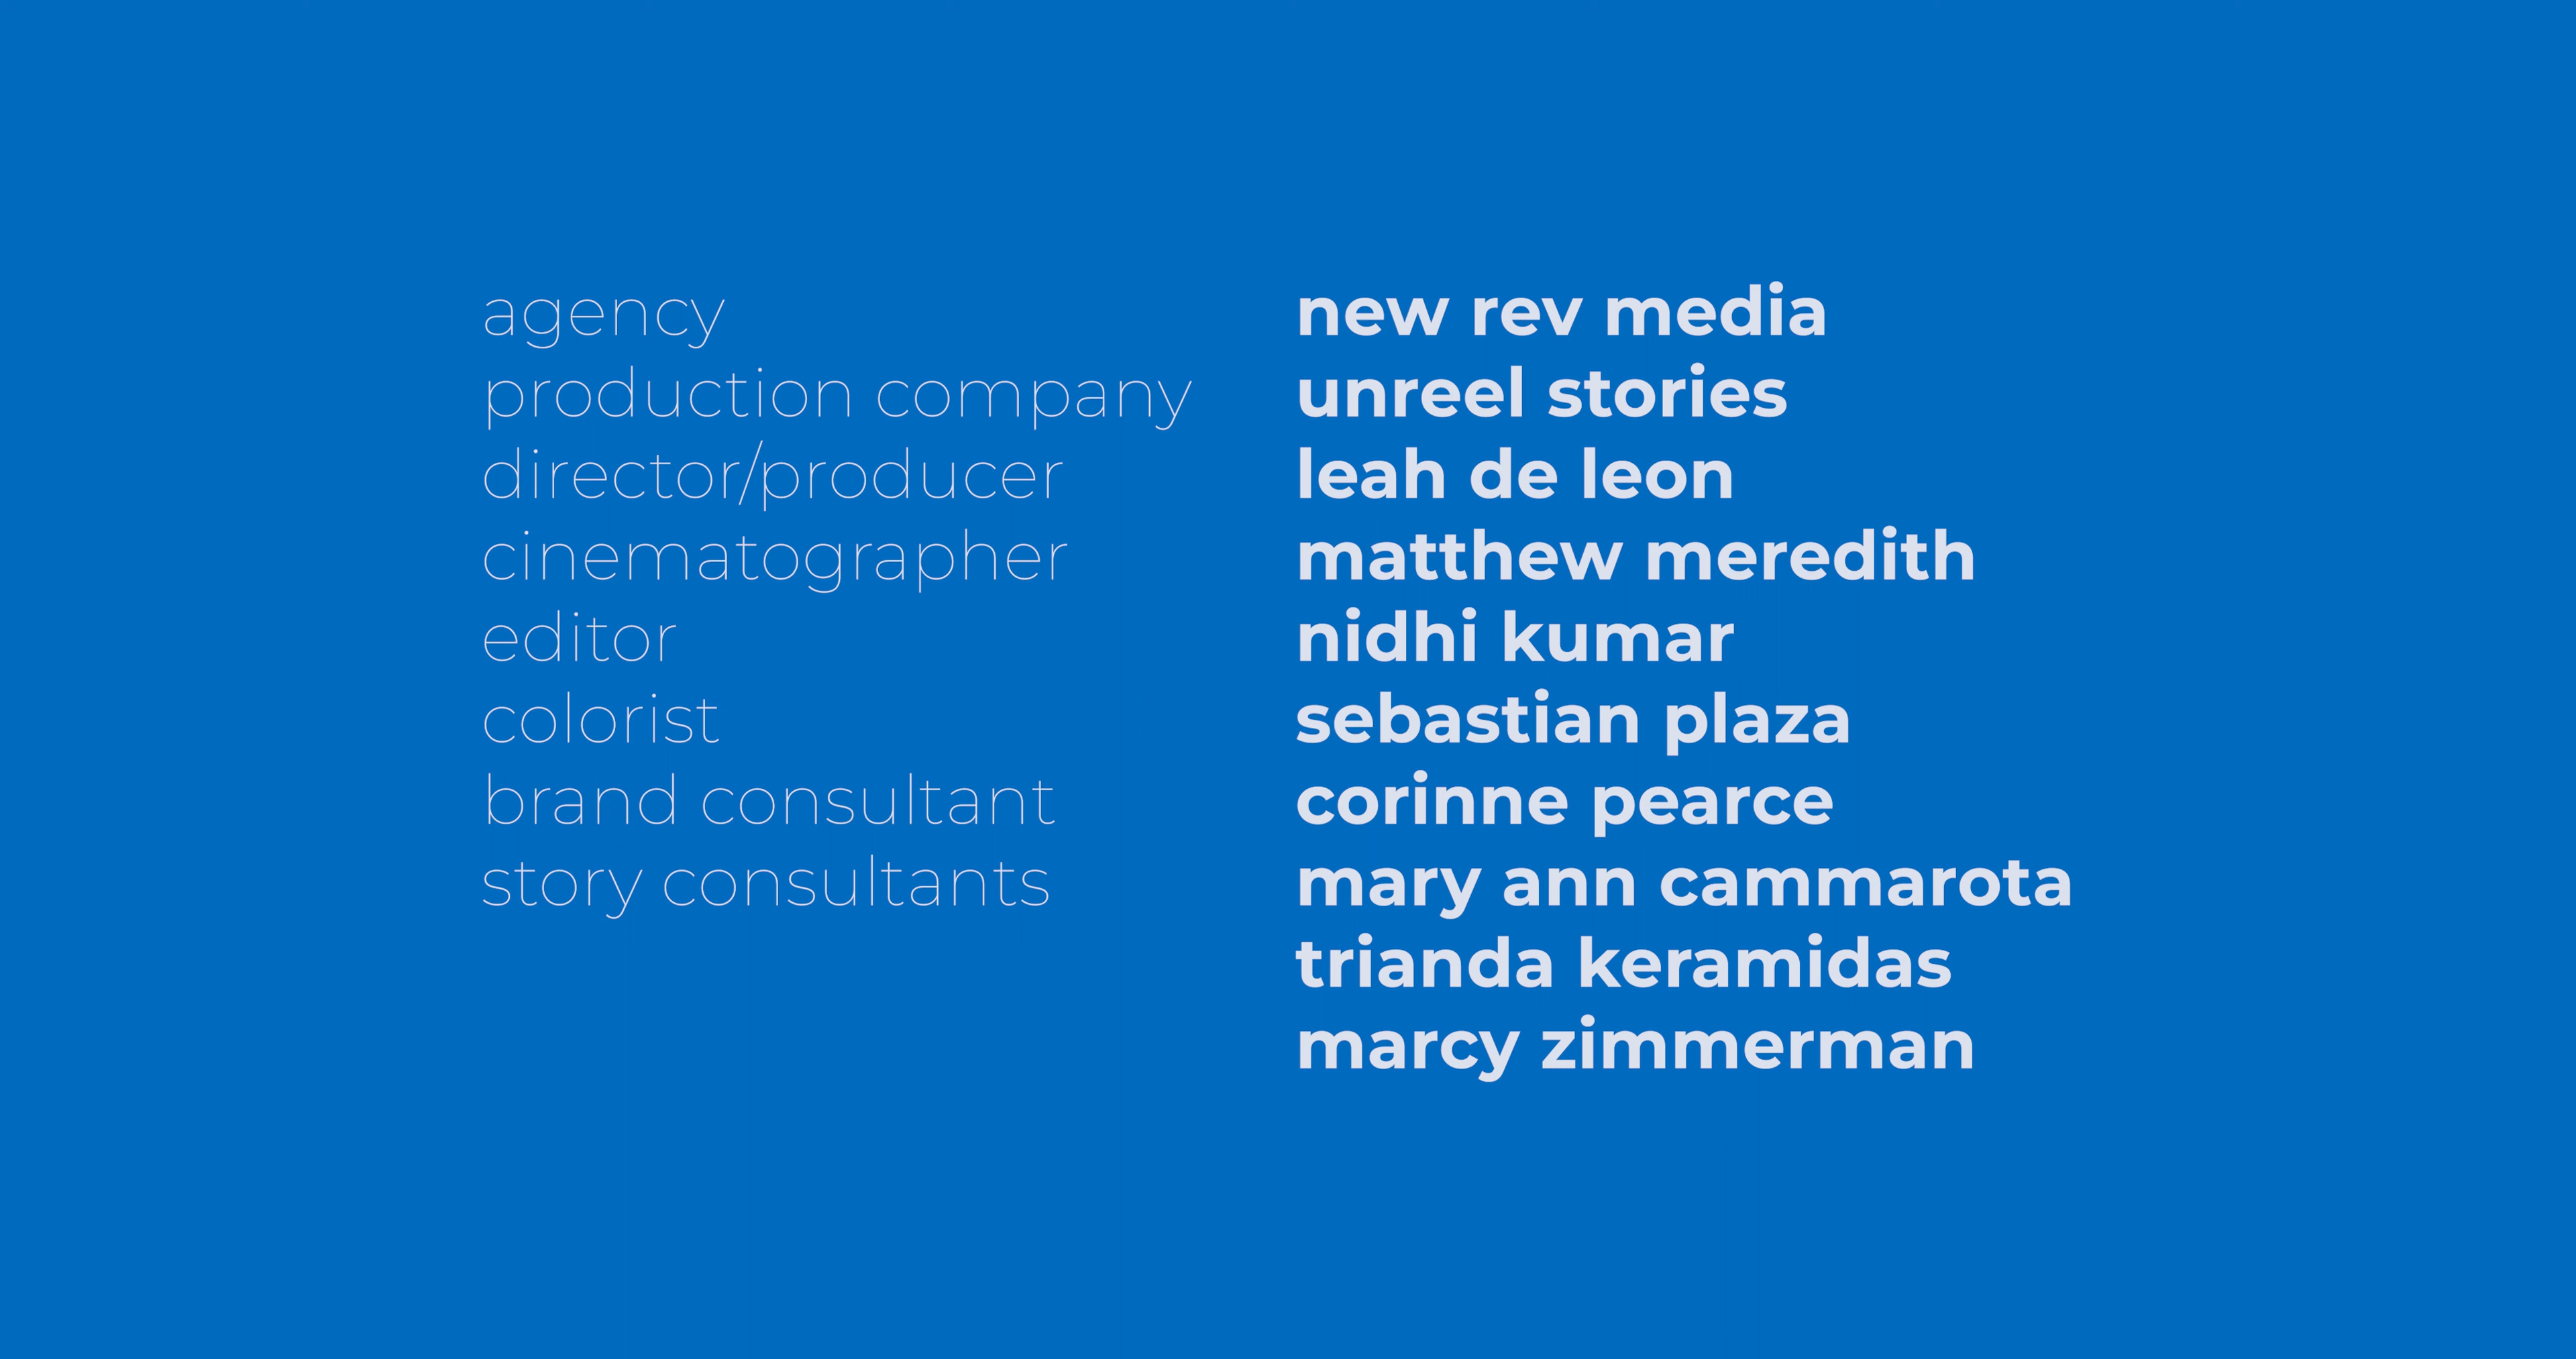 agency new rev media
production company unreel stories
director/producer leah de leon
cinematographer matthew meredith
editor nidhi kumar
colorist sebastian plaza
brand consultant corinne pearce
story consultants mary ann cammarota
trianda keramidas
marcy zimmerman